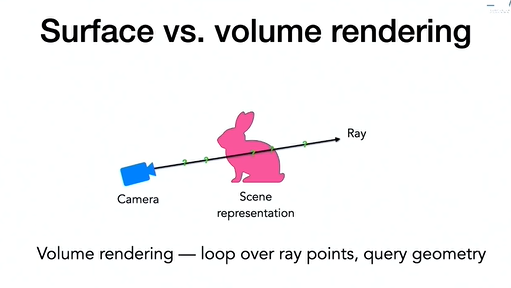 Surface vs. volume rendering
Ray
Camera
Scene
representation
Volume rendering — loop over ray points, query geometry